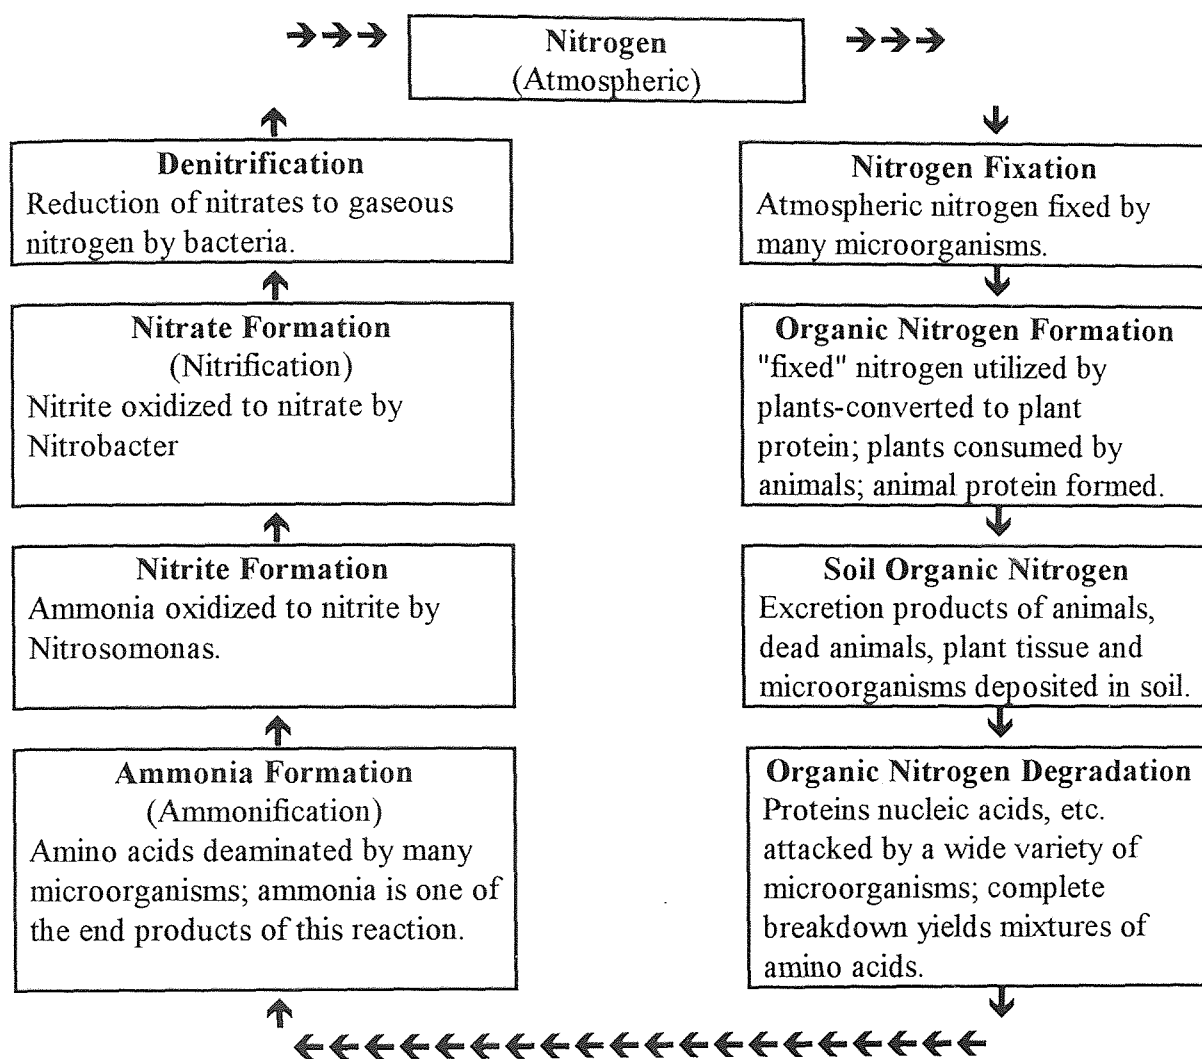 Nitrogen
(Atmospheric)
Denitrification
Reduction of nitrates to gaseous
nitrogen by bacteria.
Nitrate Formation
(Nitrification)
Nitrite oxidized to nitrate by
Nitrobacter
Nitrite Formation
Ammonia oxidized to nitrite by
Nitrosomonas.
Ammonia Formation
(Ammonification)
Amino acids deaminated by many
microorganisms; ammonia is one of
the end products of this reaction.
Nitrogen Fixation
Atmospheric nitrogen fixed by
many microorganisms.
Organic Nitrogen Formation
"fixed" nitrogen utilized by
plants-converted to plant
protein; plants consumed by
animals; animal protein formed.
Soil Organic Nitrogen
Excretion products of animals,
dead animals, plant tissue and
microorganisms deposited in soil.
Organic Nitrogen Degradation
Proteins nucleic acids, etc.
attacked by a wide variety of
microorganisms; complete
breakdown yields mixtures of
amino acids.